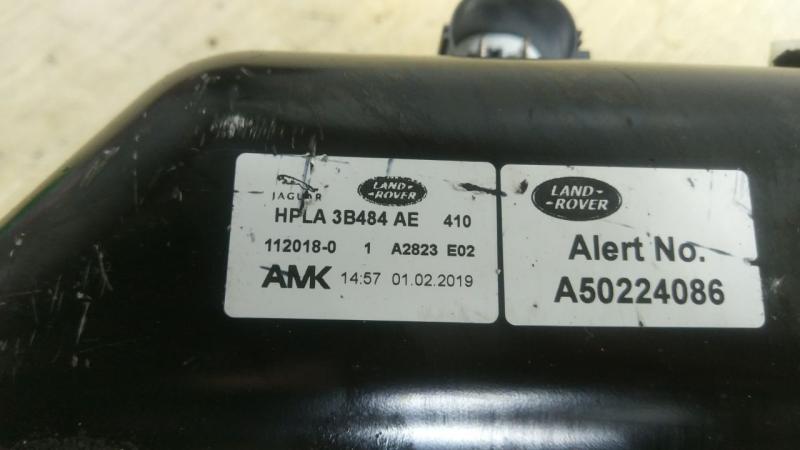 JAGUAR
LAND-
-ROVER
HPLA 3B484 AE 410
112018-0 1 A2823 E02
AMK 14:57 01.02.2019
LAND-
-ROVER
Alert No.
A50224086